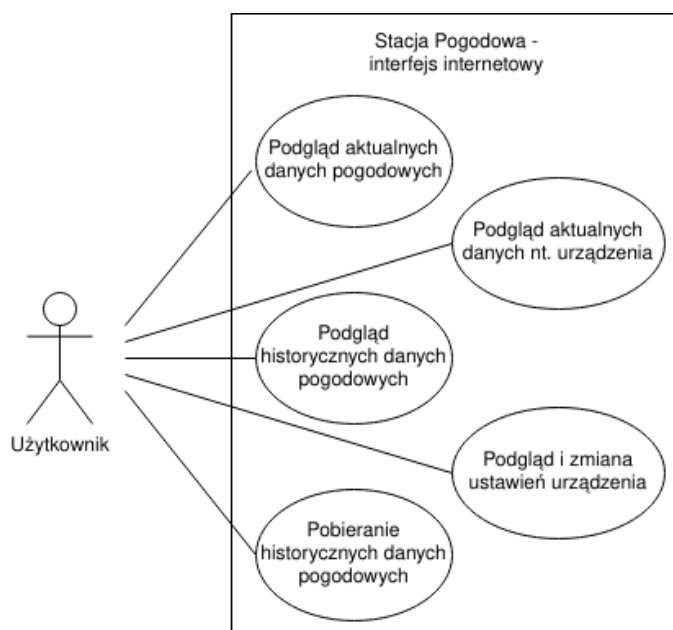 Stacja Pogodowa -
interfejs internetowy
Podgląd aktualnych
danych pogodowych
Podgląd aktualnych
danych nt. urządzenia
Podgląd
historycznych danych
pogodowych
Użytkownik
Podgląd i zmiana
ustawień urządzenia
Pobieranie
historycznych danych
pogodowych